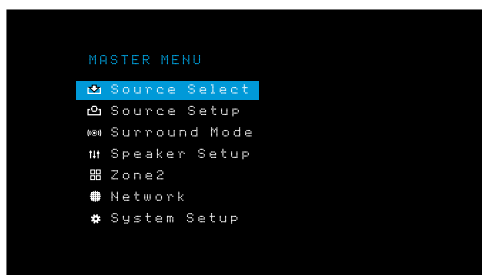 MASTER MENU
Source Select
Source Setup
Surround Mode
Speaker Setup
Zone2
Network
System Setup